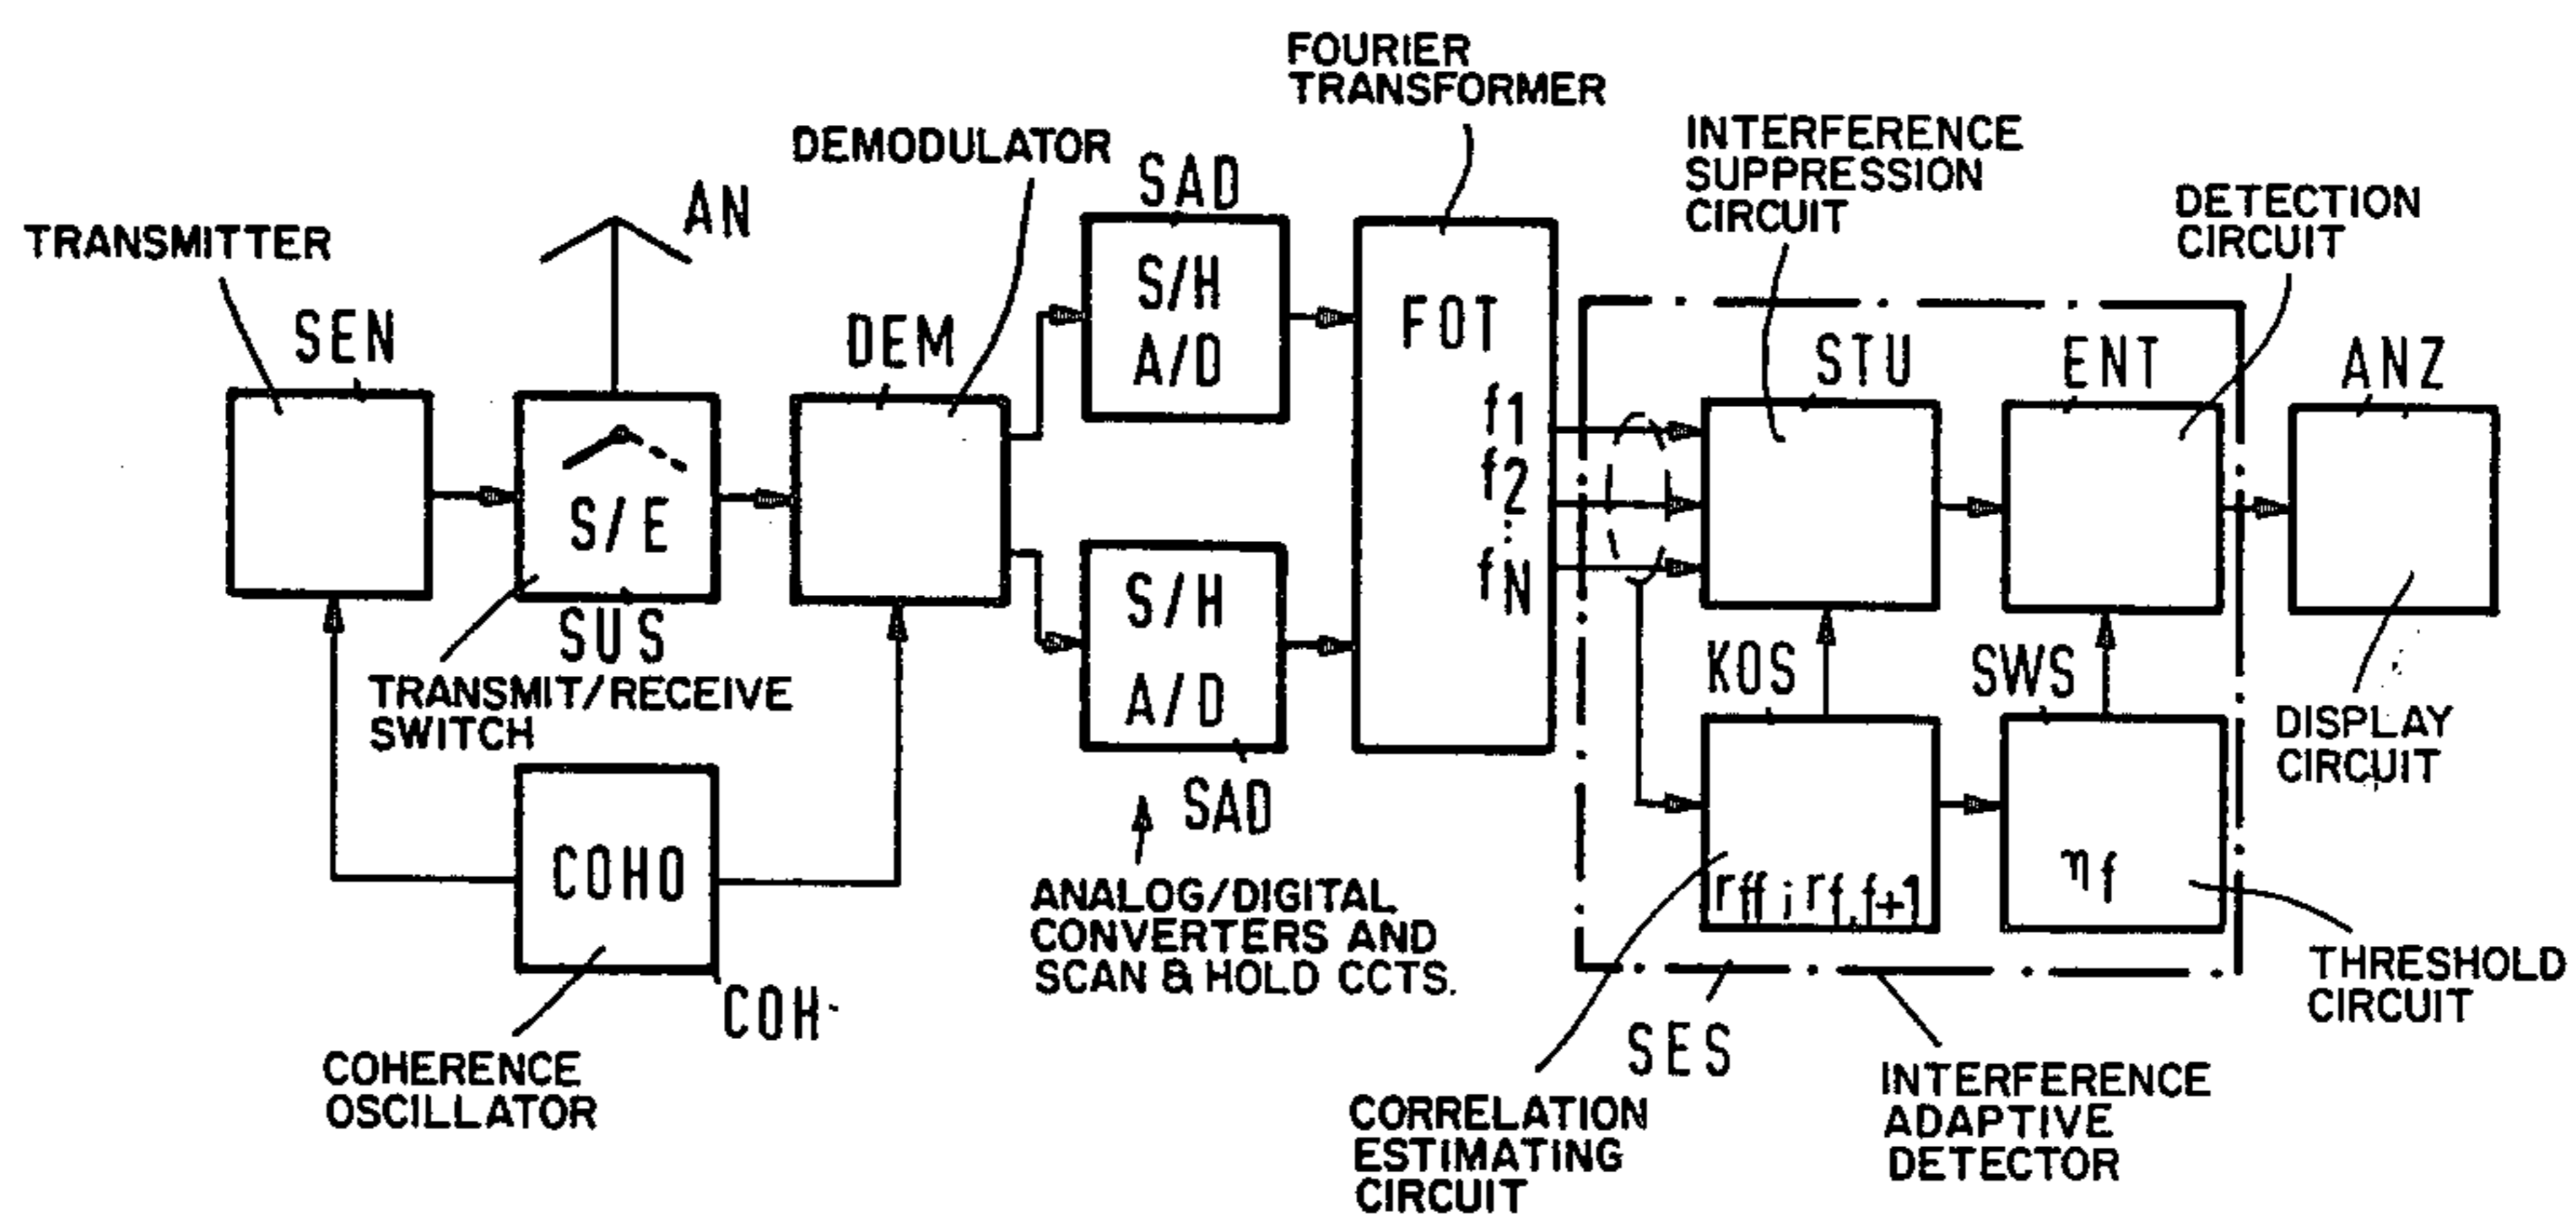 FOURIER
TRANSFORMER
INTERFERENCE
SUPPRESSION
CIRCUIT
DEMODULATOR
SAD
DETECTION
CIRCUIT
AN
TRANSMITTER
S/H
A/D
FOT
SEN
DEM
STU
ENT
ANZ
f1
f2
:
fN
S/E
SUS
TRANSMIT/RECEIVE
SWITCH
S/H
A/D
SAD
KOS
SWS
DISPLAY
CIRCUIT
COHO
COH
COHERENCE
OSCILLATOR
ANALOG/DIGITAL
CONVERTERS AND
SCAN & HOLD CCTS.
rff ; rf,f+1
ηf
THRESHOLD
CIRCUIT
SES
CORRELATION
ESTIMATING
CIRCUIT
INTERFERENCE
ADAPTIVE
DETECTOR